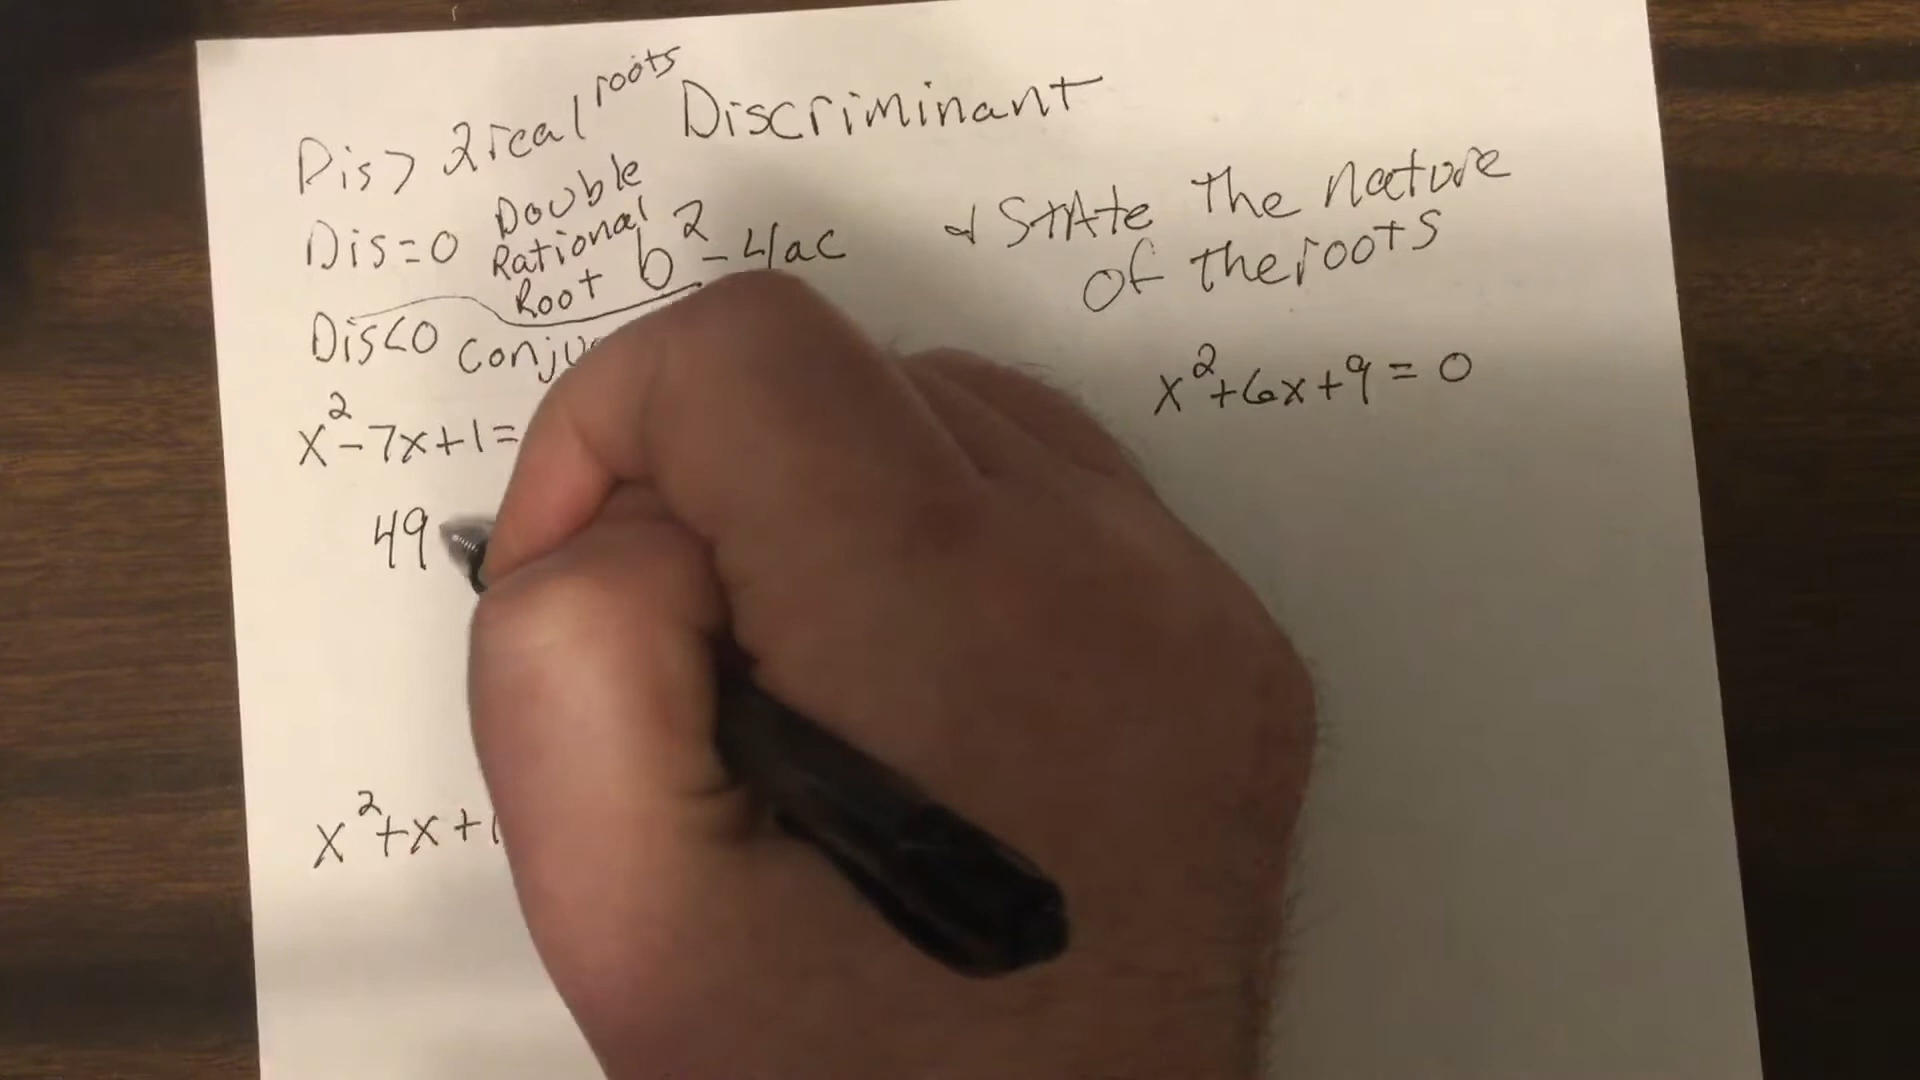 Dis > 2 real roots
Discriminant
Dis=0 Double
Rational
Root
b² - 4ac
State the nature
of the roots
Dis<0
x²-7x+1=
x²+6x+9=0
49
x²+x+1